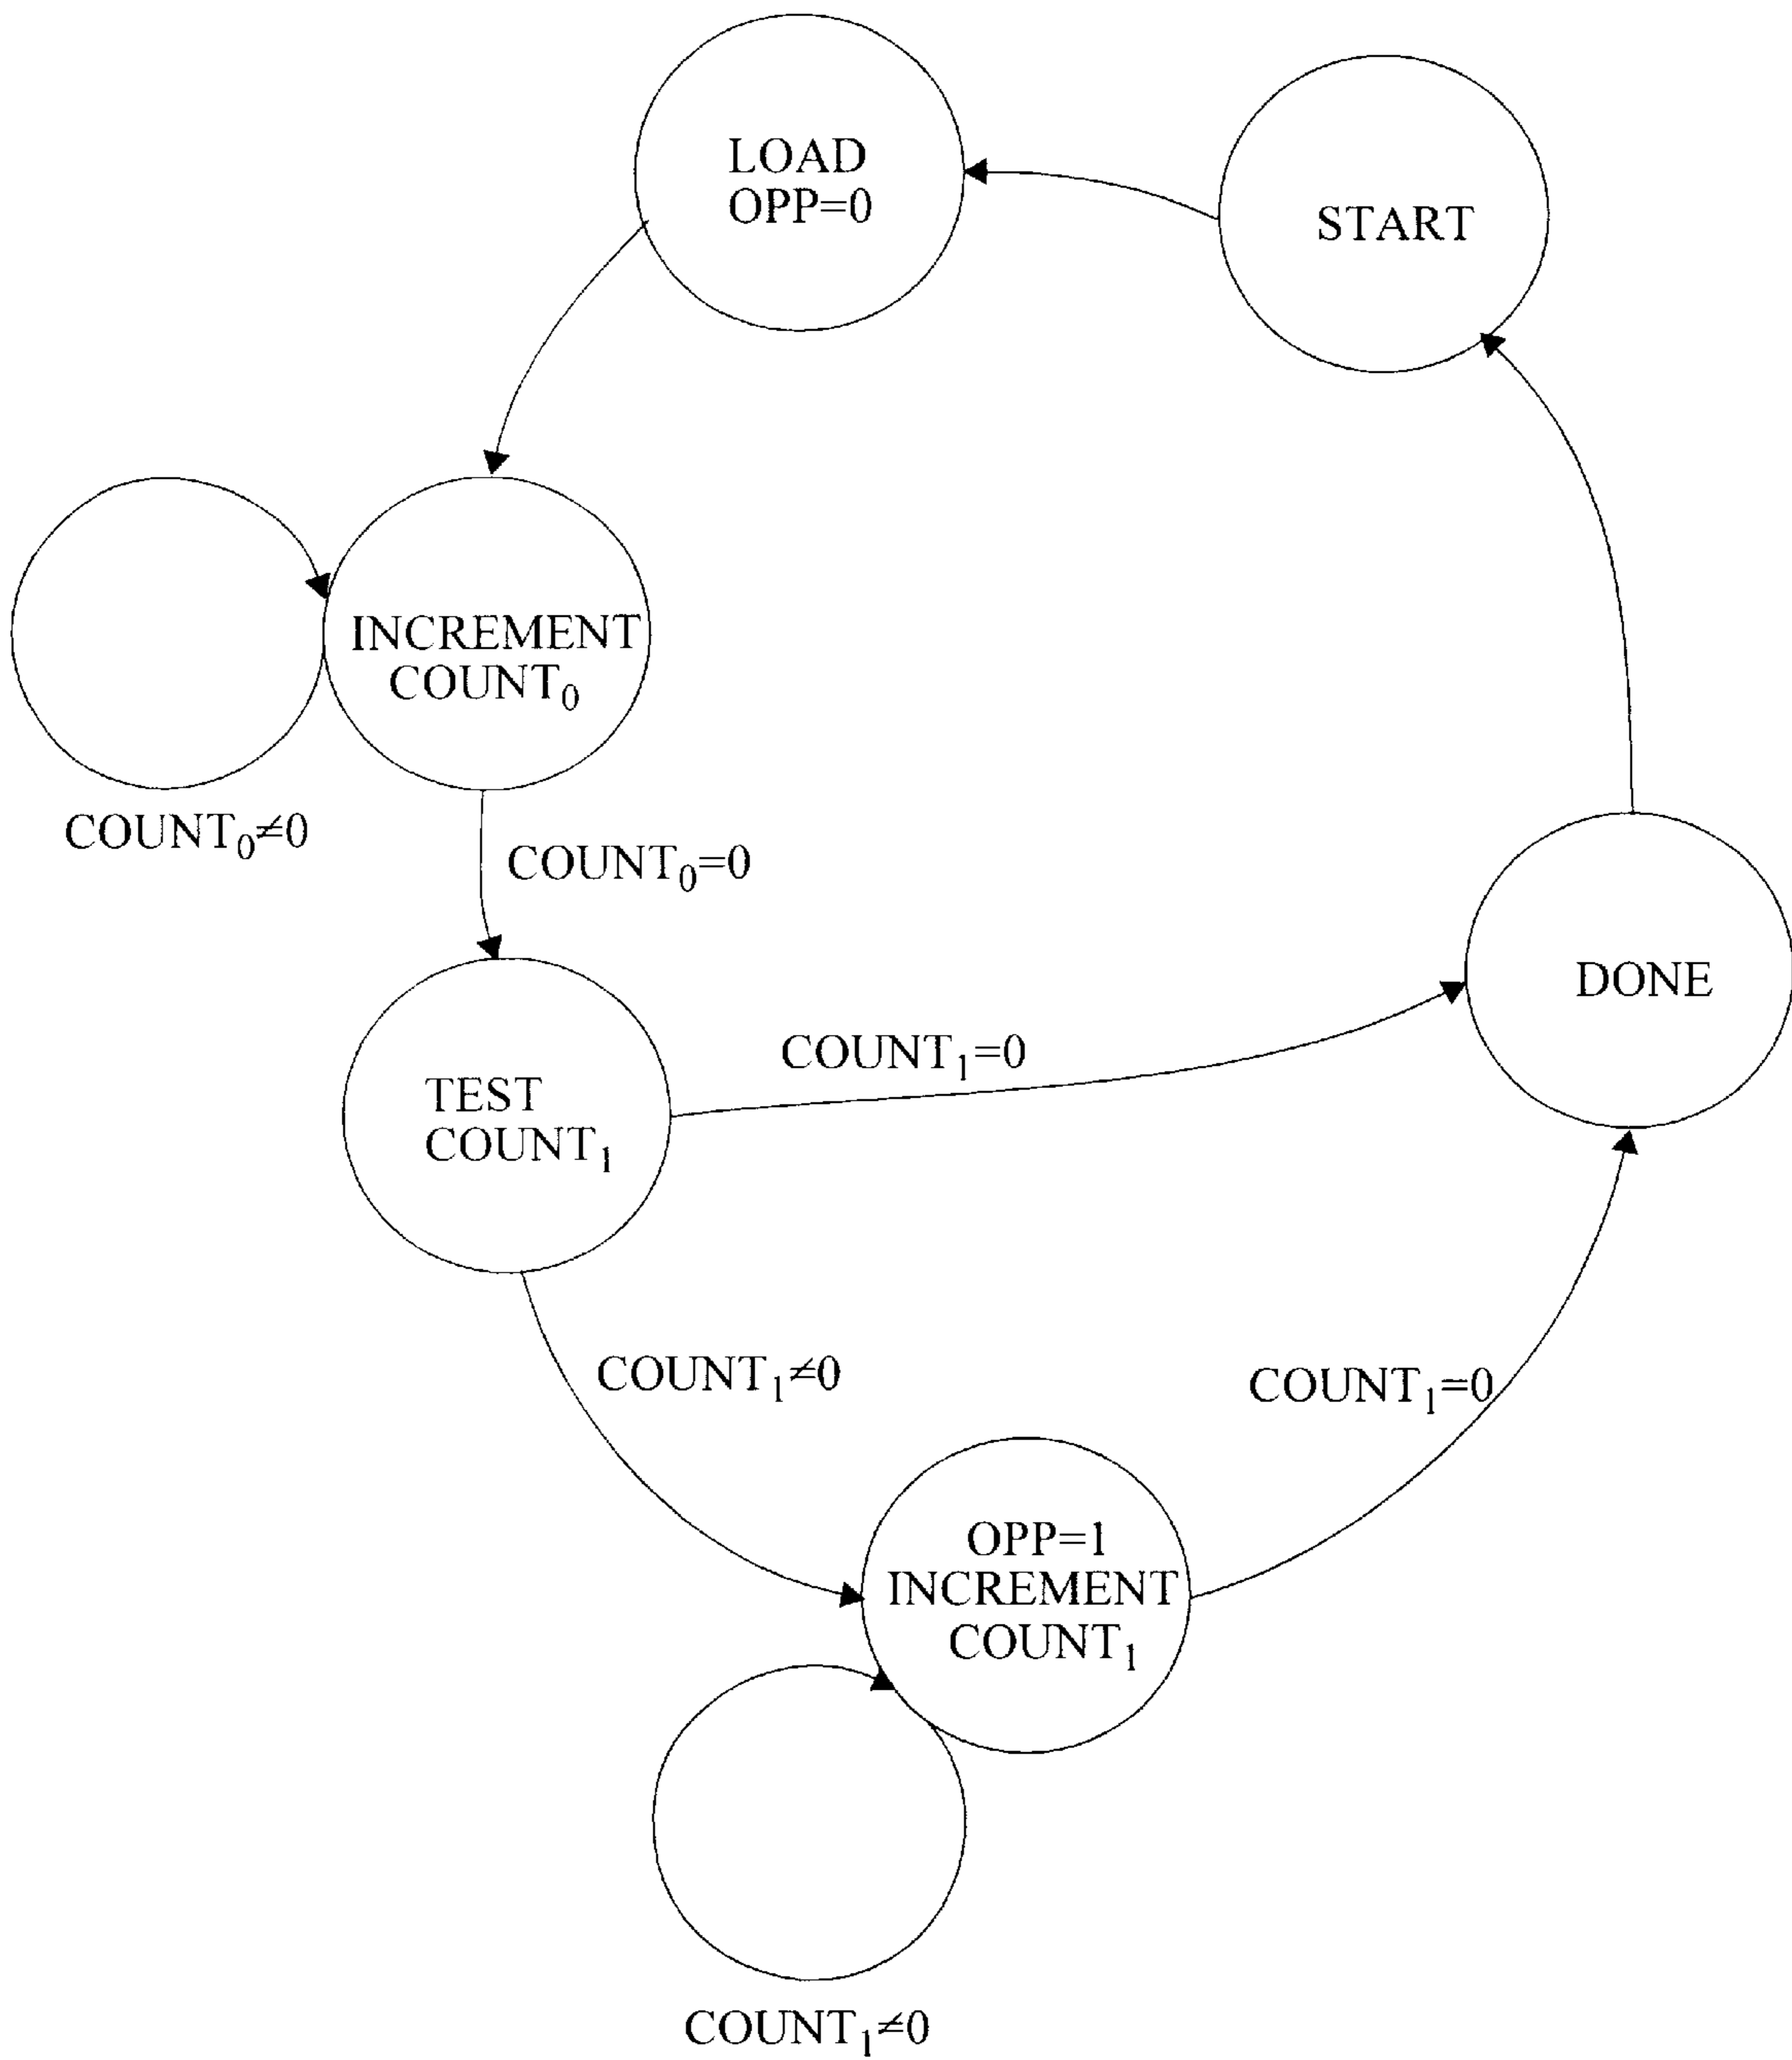 LOAD
OPP=0
START
INCREMENT
COUNT₀
COUNT₀≠0
COUNT₀=0
DONE
COUNT₁=0
TEST
COUNT₁
COUNT₁≠0
COUNT₁=0
OPP=1
INCREMENT
COUNT₁
COUNT₁≠0